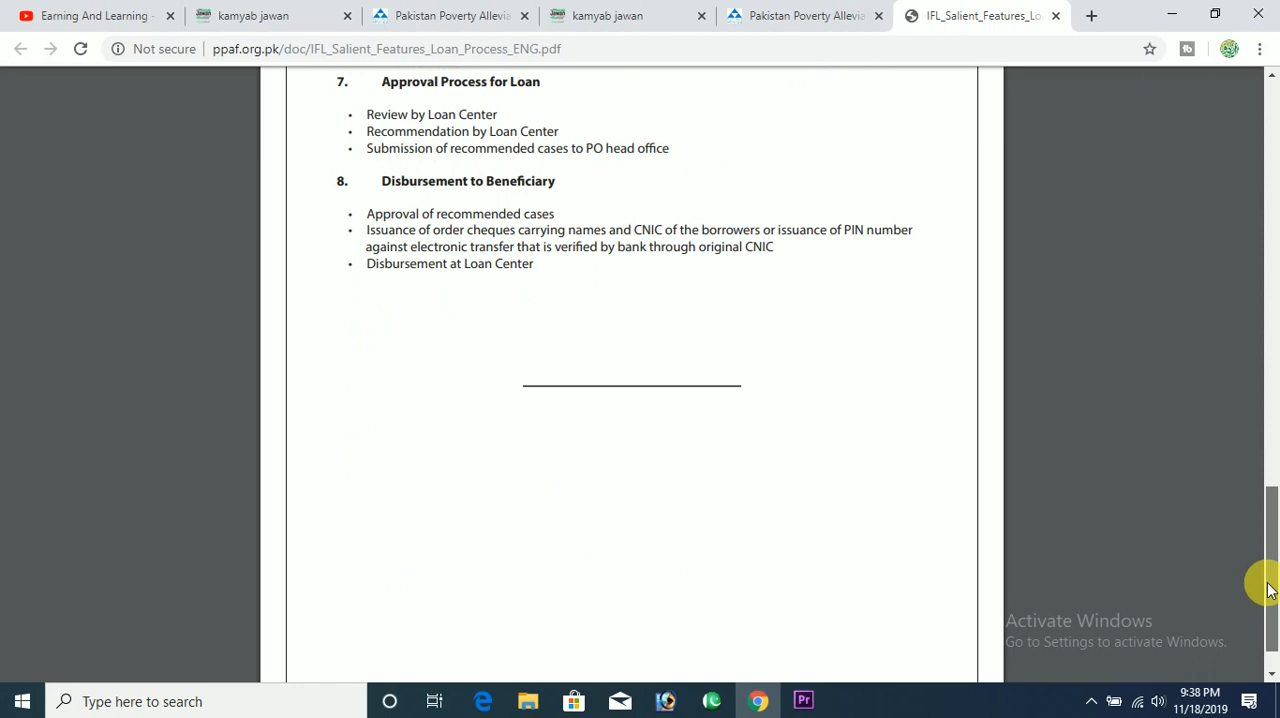 Earning And Learning -
kamyab jawan
Pakistan Poverty Allevia
kamyab jawan
Pakistan Poverty Allevia
IFL_Salient_Features_Lo
Not secure
ppaf.org.pk/doc/IFL_Salient_Features_Loan_Process_ENG.pdf
7. Approval Process for Loan
• Review by Loan Center
• Recommendation by Loan Center
• Submission of recommended cases to PO head office
8. Disbursement to Beneficiary
• Approval of recommended cases
• Issuance of order cheques carrying names and CNIC of the borrowers or issuance of PIN number
against electronic transfer that is verified by bank through original CNIC
• Disbursement at Loan Center
Activate Windows
Go to Settings to activate Windows.
Type here to search
Pr
9:38 PM
11/18/2019